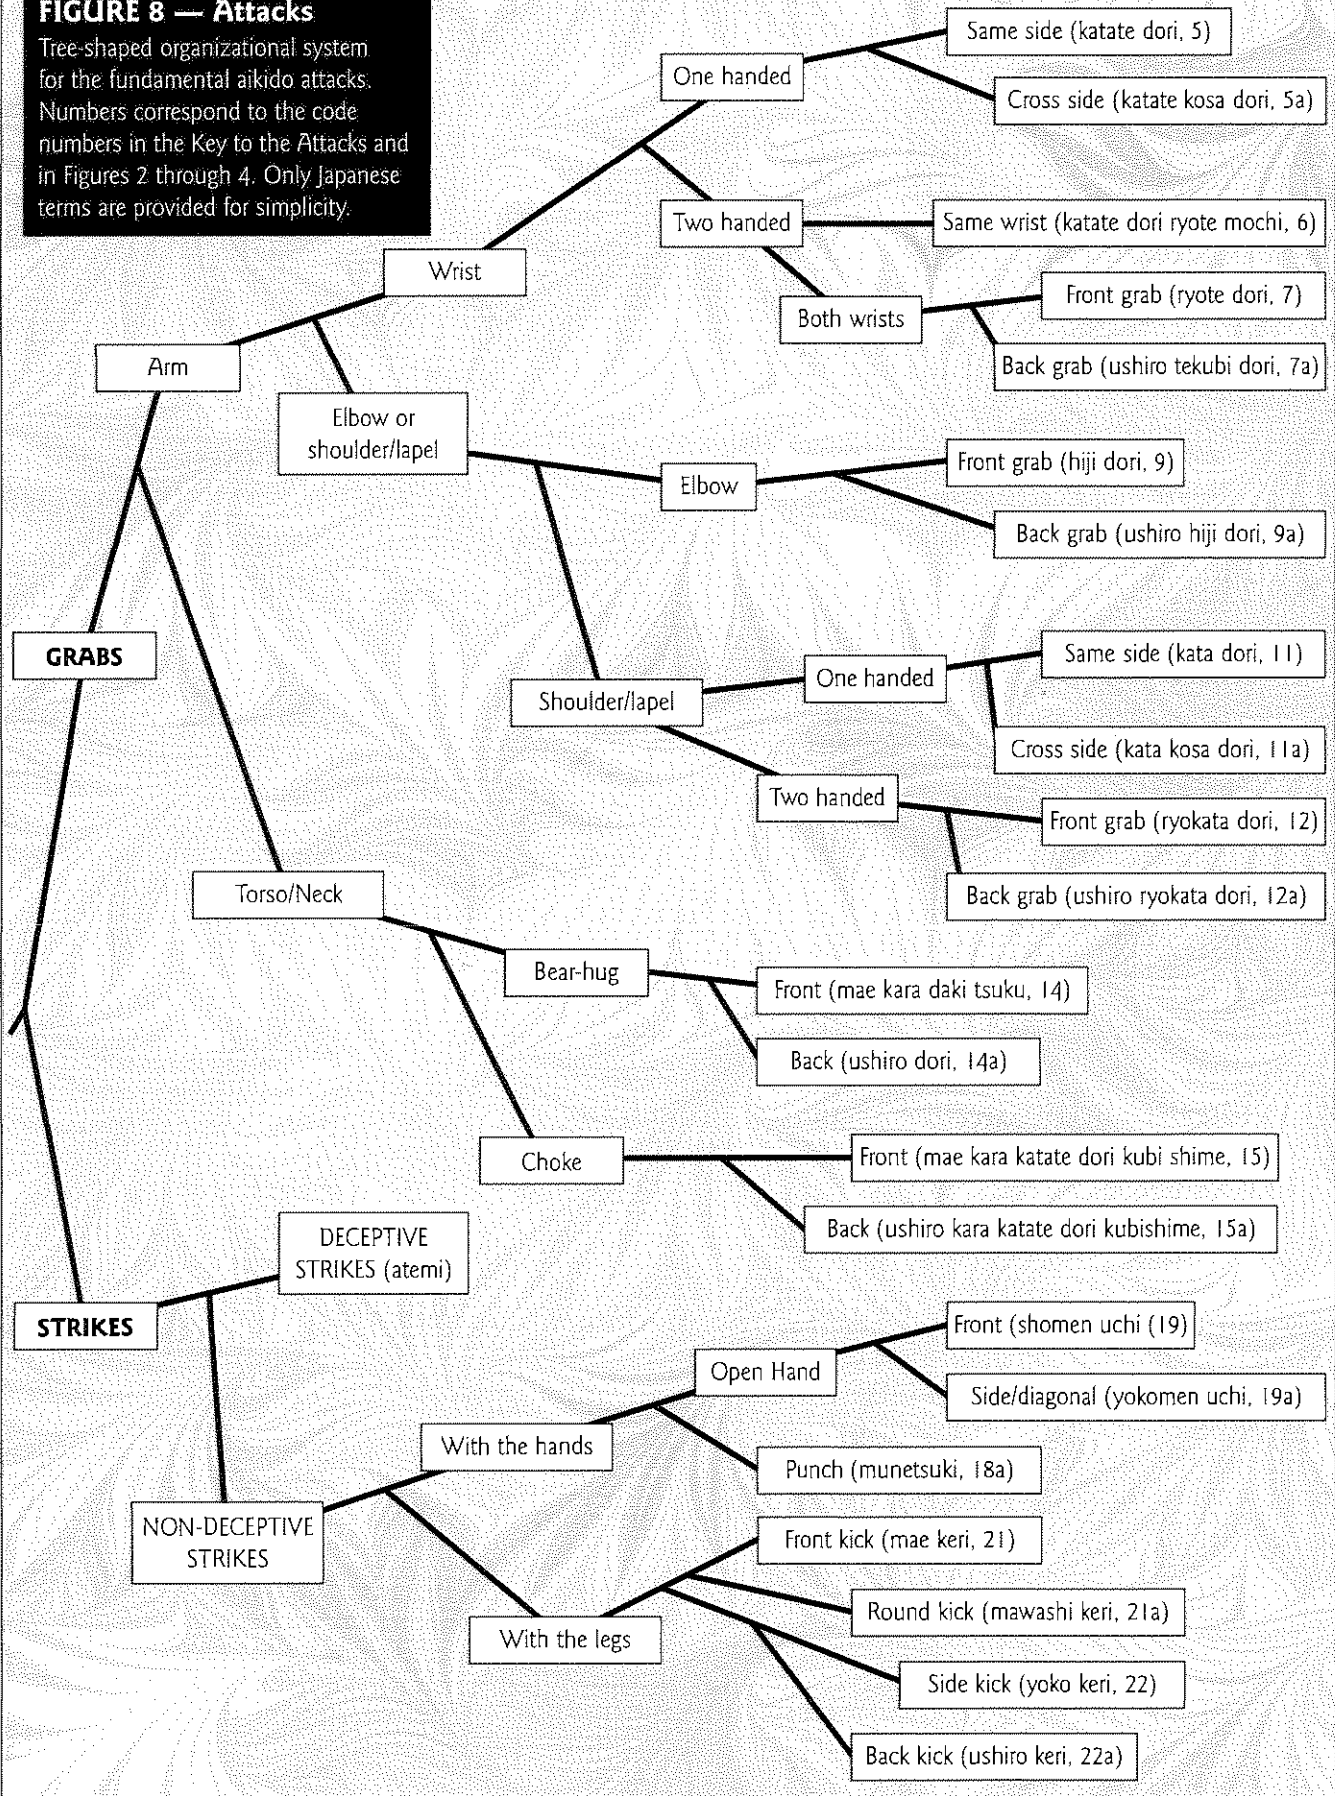 FIGURE 8 — Attacks
Tree-shaped organizational system
for the fundamental aikido attacks.
Numbers correspond to the code
numbers in the Key to the Attacks and
in Figures 2 through 4. Only Japanese
terms are provided for simplicity.
Same side (katate dori, 5)
One handed
Cross side (katate kosa dori, 5a)
Two handed
Same wrist (katate dori ryote mochi, 6)
Wrist
Front grab (ryote dori, 7)
Both wrists
Back grab (ushiro tekubi dori, 7a)
Arm
Elbow or
shoulder/lapel
Front grab (hiji dori, 9)
Elbow
Back grab (ushiro hiji dori, 9a)
GRABS
Same side (kata dori, 11)
One handed
Shoulder/lapel
Cross side (kata kosa dori, 11a)
Two handed
Front grab (ryokata dori, 12)
Back grab (ushiro ryokata dori, 12a)
Torso/Neck
Bear-hug
Front (mae kara daki tsuku, 14)
Back (ushiro dori, 14a)
Choke
Front (mae kara katate dori kubi shime, 15)
Back (ushiro kara katate dori kubishime, 15a)
DECEPTIVE
STRIKES (atemi)
STRIKES
Front (shomen uchi (19)
Open Hand
Side/diagonal (yokomen uchi, 19a)
With the hands
Punch (munetsuki, 18a)
NON-DECEPTIVE
STRIKES
Front kick (mae keri, 21)
Round kick (mawashi keri, 21a)
With the legs
Side kick (yoko keri, 22)
Back kick (ushiro keri, 22a)